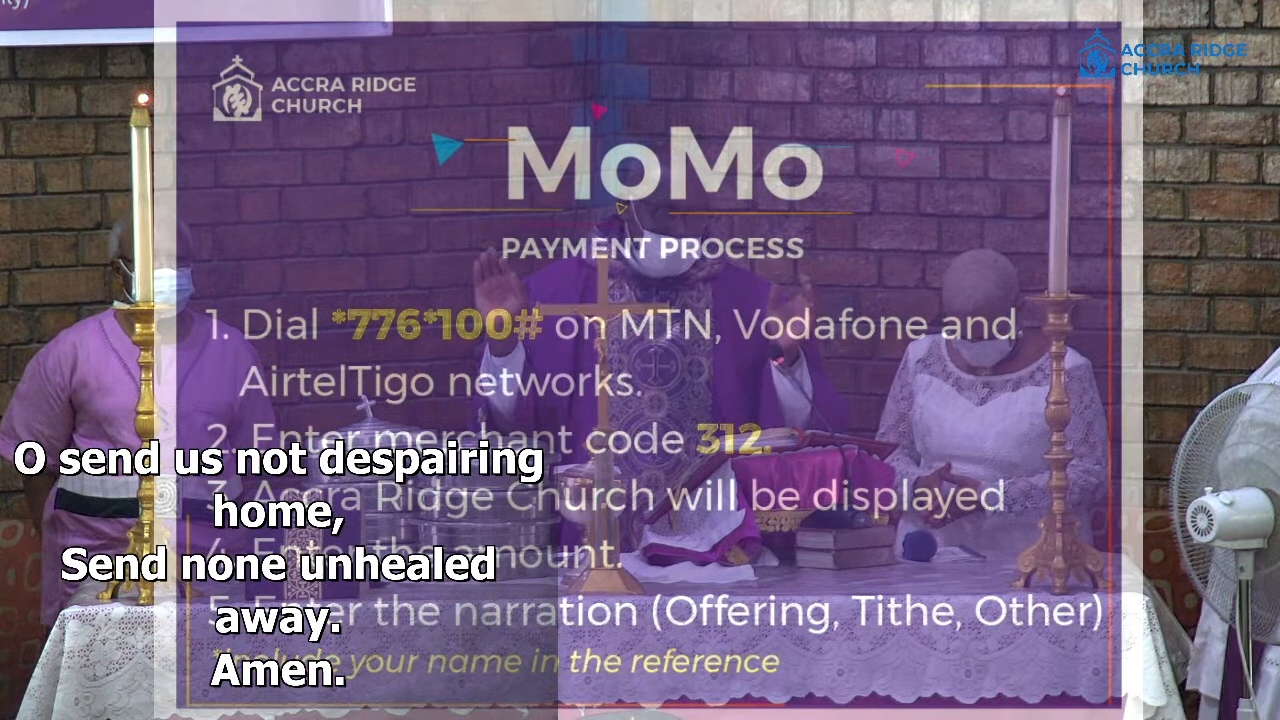 ity)
ACCRA RIDGE
CHURCH
ACCRA RIDGE
CHURCH
MoMo
PAYMENT PROCESS
1. Dial *776*100# on MTN, Vodafone and
AirtelTigo networks.
2. Enter merchant code 312.
3. Accra Ridge Church will be displayed
4. Enter the amount.
5. Enter the narration (Offering, Tithe, Other)
*Include your name in the reference
O send us not despairing
home,
Send none unhealed
away.
Amen.